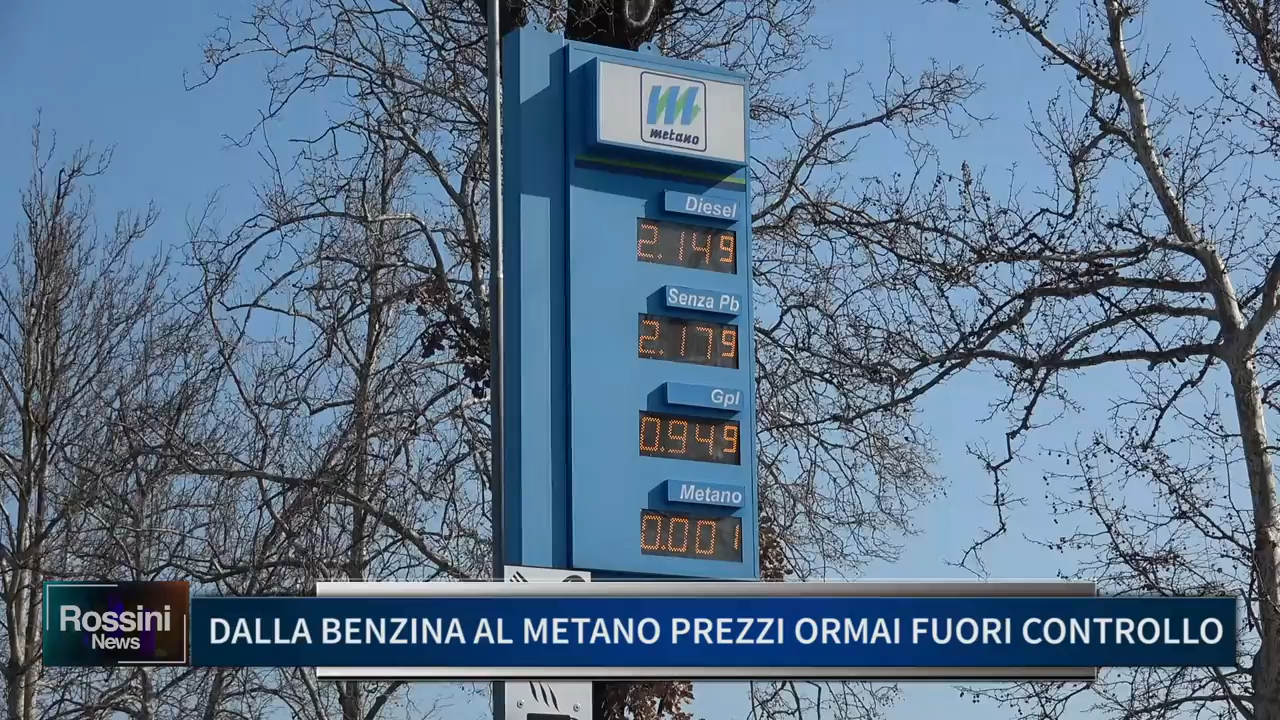 metano
Diesel
2.149
Senza Pb
2.179
Gpl
0.949
Metano
0.001
Rossini
News
DALLA BENZINA AL METANO PREZZI ORMAI FUORI CONTROLLO